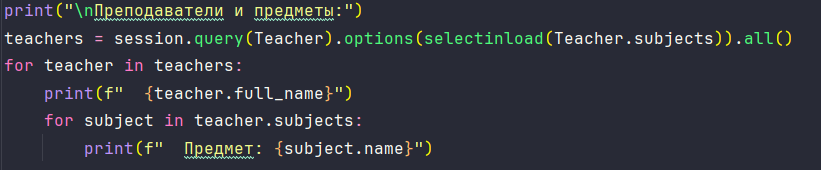 print("\nПреподаватели и предметы:")
teachers = session.query(Teacher).options(selectinload(Teacher.subjects)).all()
for teacher in teachers:
    print(f"  {teacher.full_name}")
    for subject in teacher.subjects:
        print(f"  Предмет: {subject.name}")